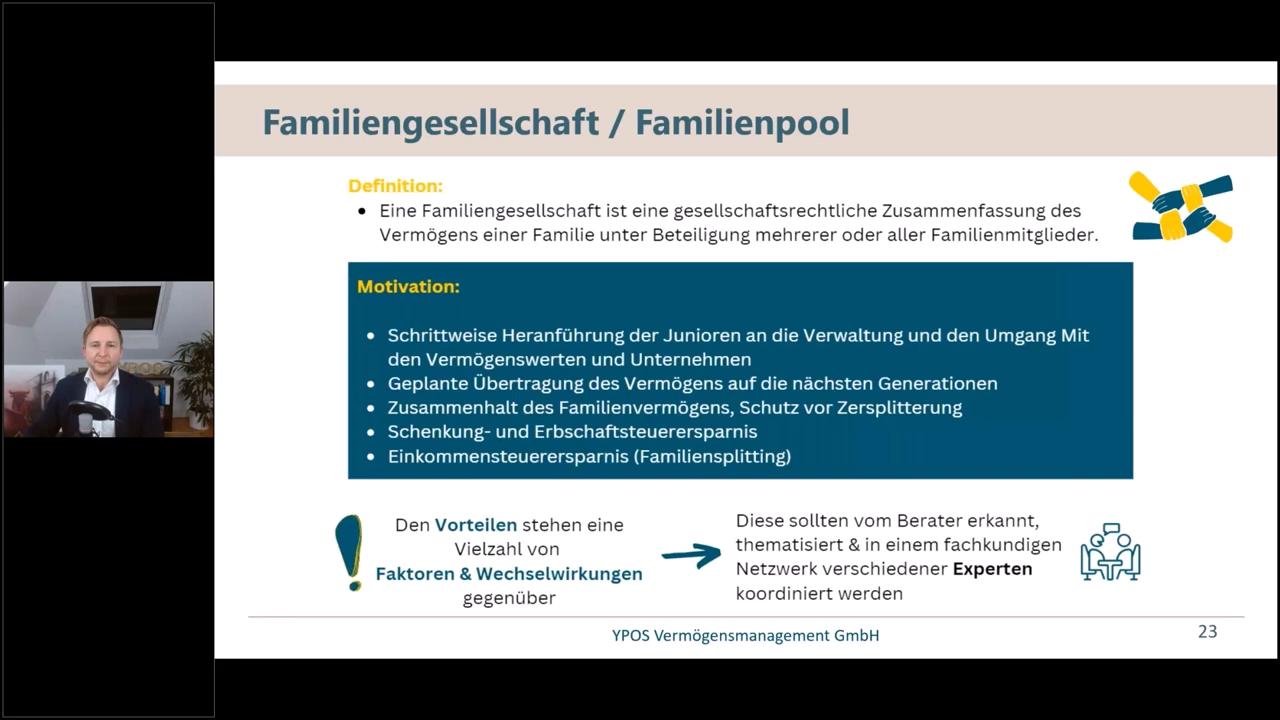 Familiengesellschaft / Familienpool
Definition:
• Eine Familiengesellschaft ist eine gesellschaftsrechtliche Zusammenfassung des
Vermögens einer Familie unter Beteiligung mehrerer oder aller Familienmitglieder.
Motivation:
• Schrittweise Heranführung der Junioren an die Verwaltung und den Umgang Mit
den Vermögenswerten und Unternehmen
• Geplante Übertragung des Vermögens auf die nächsten Generationen
• Zusammenhalt des Familienvermögens, Schutz vor Zersplitterung
• Schenkung- und Erbschaftsteuerersparnis
• Einkommensteuerersparnis (Familiensplitting)
Den Vorteilen stehen eine
Vielzahl von
Faktoren & Wechselwirkungen
gegenüber
Diese sollten vom Berater erkannt,
thematisiert & in einem fachkundigen
Netzwerk verschiedener Experten
koordiniert werden
YPOS Vermögensmanagement GmbH
23